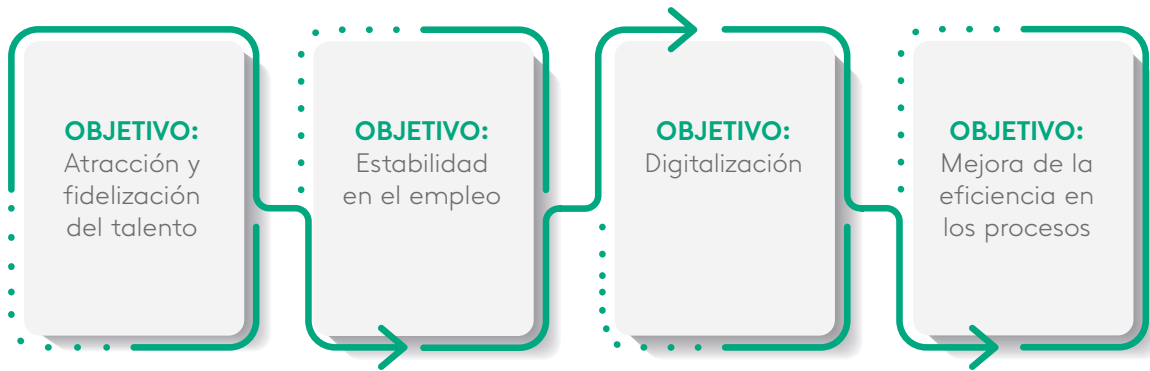 OBJETIVO:
Atracción y
fidelización
del talento
OBJETIVO:
Estabilidad
en el empleo
OBJETIVO:
Digitalización
OBJETIVO:
Mejora de la
eficiencia en
los procesos